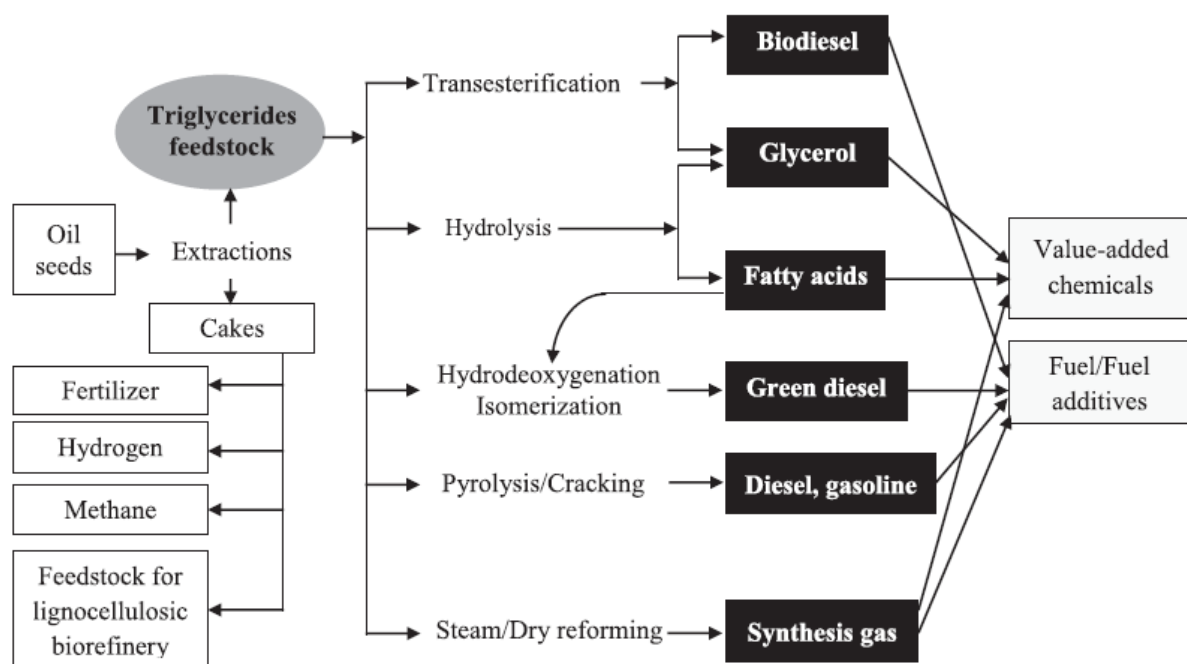 Triglycerides
feedstock
Oil
seeds
Extractions
Cakes
Fertilizer
Hydrogen
Methane
Feedstock for
lignocellulosic
biorefinery
Transesterification
Hydrolysis
Hydrodeoxygenation
Isomerization
Pyrolysis/Cracking
Steam/Dry reforming
Biodiesel
Glycerol
Fatty acids
Green diesel
Diesel, gasoline
Synthesis gas
Value-added
chemicals
Fuel/Fuel
additives